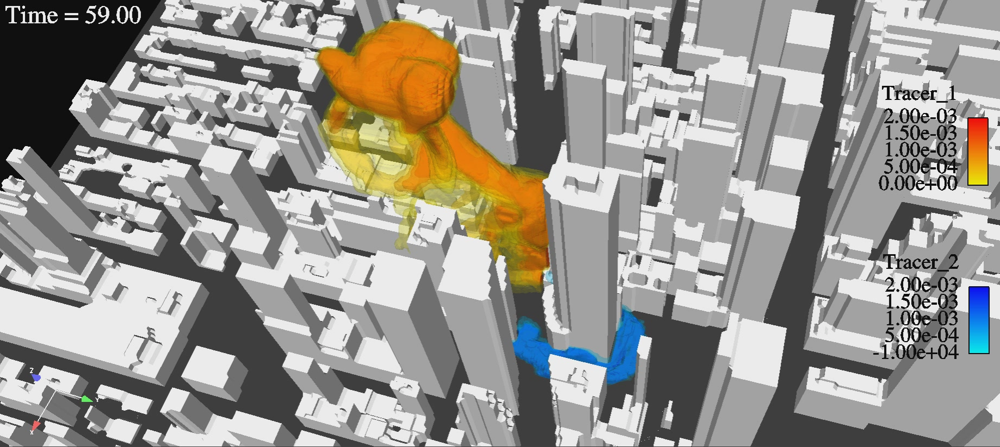 Time = 59.00
Tracer_1
2.00e-03
1.50e-03
1.00e-03
5.00e-04
0.00e+00
Tracer_2
2.00e-03
1.50e-03
1.00e-03
5.00e-04
-1.00e+04
Z
Y
X